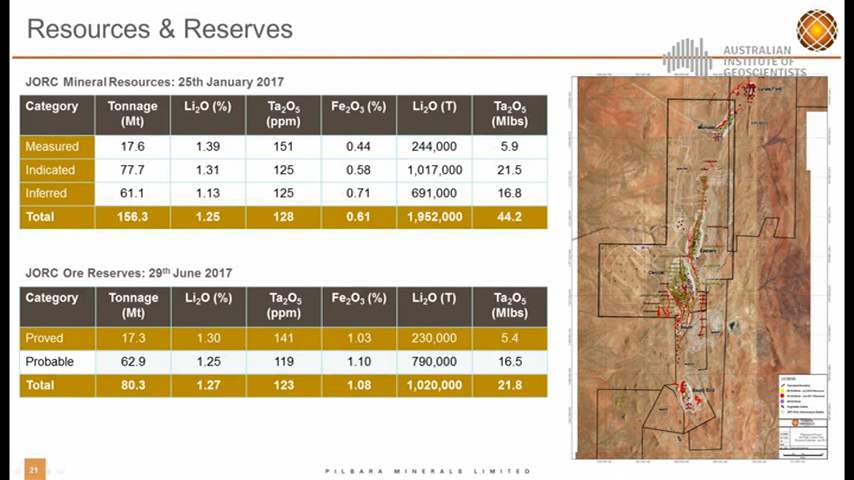 Resources & Reserves
AUSTRALIAN
INSTITUTE OF
GEOSCIENTISTS
JORC Mineral Resources: 25th January 2017
Category Tonnage (Mt) Li2O (%) Ta2O5 (ppm) Fe2O3 (%) Li2O (T) Ta2O5 (Mlbs)
Measured 17.6 1.39 151 0.44 244,000 5.9
Indicated 77.7 1.31 125 0.58 1,017,000 21.5
Inferred 61.1 1.13 125 0.71 691,000 16.8
Total 156.3 1.25 128 0.61 1,952,000 44.2
JORC Ore Reserves: 29th June 2017
Category Tonnage (Mt) Li2O (%) Ta2O5 (ppm) Fe2O3 (%) Li2O (T) Ta2O5 (Mlbs)
Proved 17.3 1.30 141 1.03 230,000 5.4
Probable 62.9 1.25 119 1.10 790,000 16.5
Total 80.3 1.27 123 1.08 1,020,000 21.8
Central
LEGEND
21
PILBARA MINERALS LIMITED